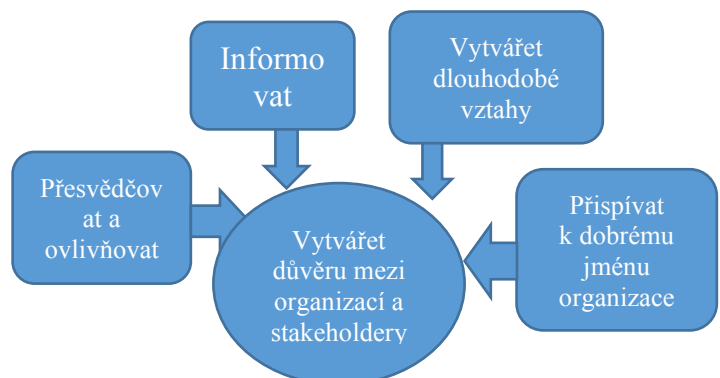 Informo
vat
Vytvářet
dlouhodobé
vztahy
Přesvědčov
at a
ovlivňovat
Vytvářet
důvěru mezi
organizací a
stakeholdery
Přispívat
k dobrému
jménu
organizace